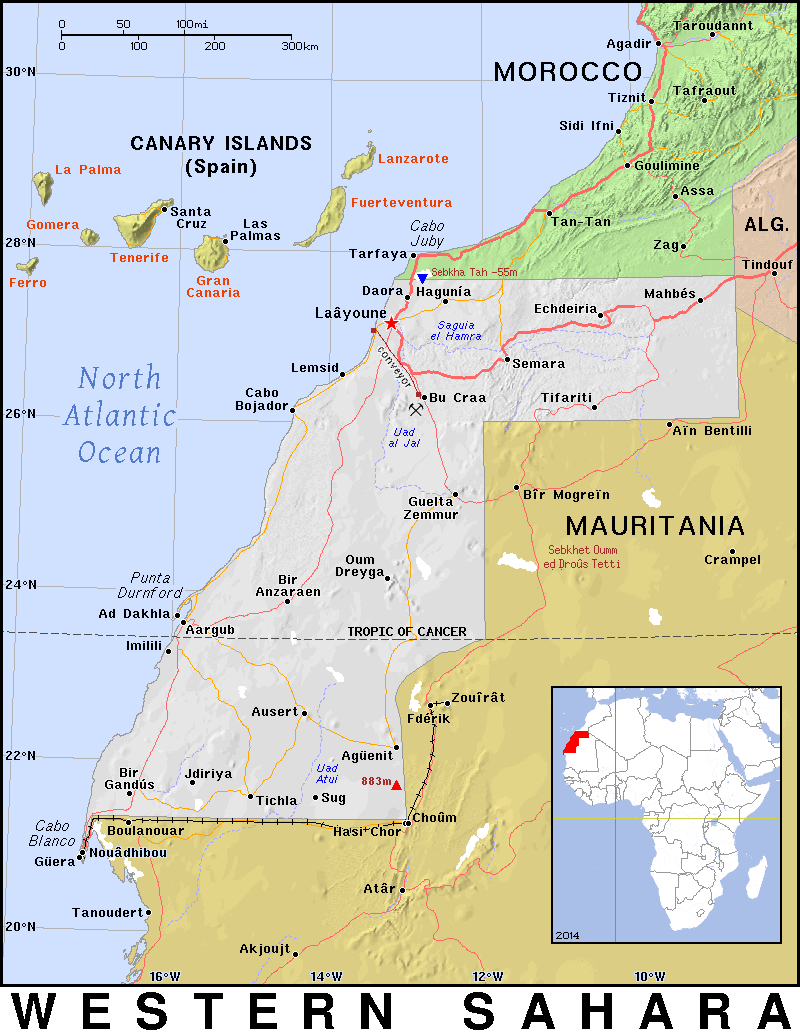 0 50 100mi
0 100 200 300km
Taroudannt
Agadir
30°N
MOROCCO
Tafraout
Tiznit
Sidi Ifni
CANARY ISLANDS
(Spain)
Lanzarote
La Palma
Goulimine
Assa
Fuerteventura
Santa
Cruz
Gomera
Las
Palmas
Cabo
Juby
Tan-Tan
ALG.
28°N
Zag
Tarfaya
Tenerife
Tindouf
Ferro
Gran
Canaria
Sebkha Tah -55m
Daora
Hagunía
Mahbés
Echdeiria
Laâyoune
Saguia
el Hamra
conveyor
Semara
Lemsid
North
Atlantic
Ocean
Cabo
Bojador
Bu Craa
Tifariti
26°N
Uad
al Jal
Aïn Bentilli
Bîr Mogreïn
Guelta
Zemmur
MAURITANIA
Sebkhet Oumm
ed Droûs Tetti
Crampel
Oum
Dreyga
24°N
Punta
Durnford
Bir
Anzaraen
Ad Dakhla
Aargub
TROPIC OF CANCER
Imilili
Zouîrât
Ausert
Fdérik
22°N
Agüenit
Bir
Gandús
Jdiriya
Uad
Atui
883m
Tichla
Sug
Cabo
Blanco
Boulanouar
Choûm
Hasi Chor
Nouâdhibou
Güera
Atâr
Tanoudert
20°N
Akjoujt
2014
16°W 14°W 12°W 10°W
WESTERN SAHARA